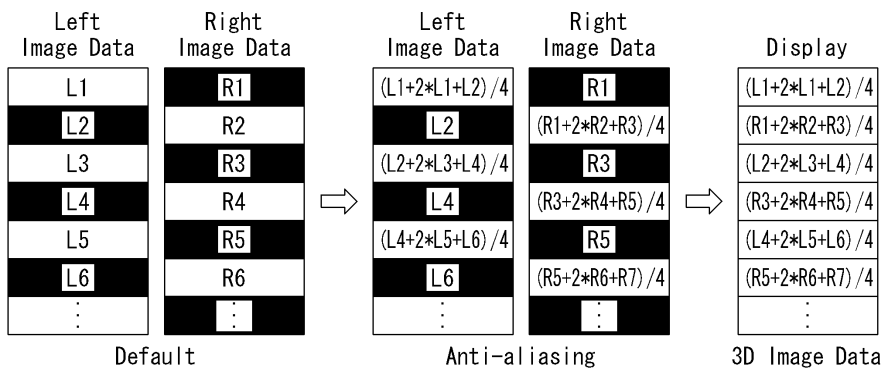 Left Image Data
Right Image Data
L1
L2
L3
L4
L5
L6
⋮
R1
R2
R3
R4
R5
R6
⋮
Default
Left Image Data
Right Image Data
(L1+2*L1+L2)/4
L2
(L2+2*L3+L4)/4
L4
(L4+2*L5+L6)/4
L6
⋮
R1
(R1+2*R2+R3)/4
R3
(R3+2*R4+R5)/4
R5
(R5+2*R6+R7)/4
⋮
Anti-aliasing
Display
(L1+2*L1+L2)/4
(R1+2*R2+R3)/4
(L2+2*L3+L4)/4
(R3+2*R4+R5)/4
(L4+2*L5+L6)/4
(R5+2*R6+R7)/4
⋮
3D Image Data